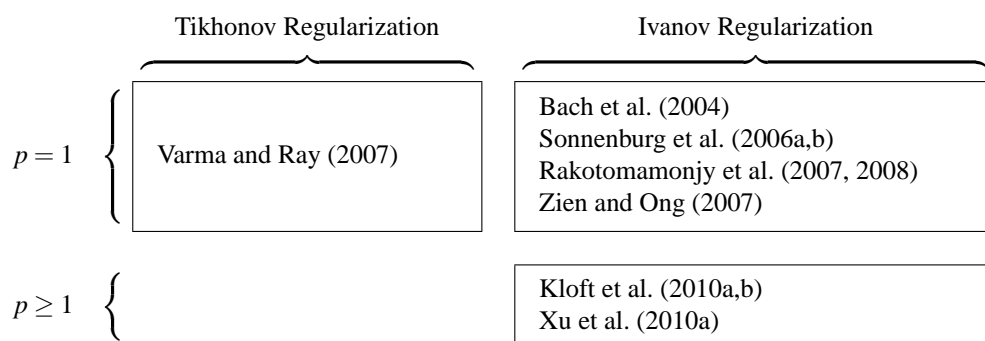 Tikhonov Regularization Ivanov Regularization
p = 1
Varma and Ray (2007)
Bach et al. (2004)
Sonnenburg et al. (2006a,b)
Rakotomamonjy et al. (2007, 2008)
Zien and Ong (2007)
p ≥ 1
Kloft et al. (2010a,b)
Xu et al. (2010a)